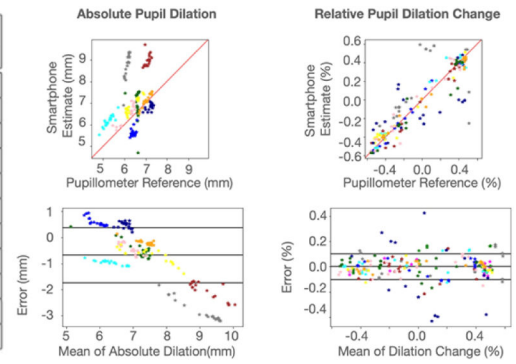 Absolute Pupil Dilation
Smartphone
Estimate (mm)
9
8
7
6
5
5 6 7 8 9
Pupillometer Reference (mm)
Relative Pupil Dilation Change
Smartphone
Estimate (%)
0.6
0.4
0.2
0.0
-0.2
-0.4
-0.6
-0.4 0.0 0.4
Pupillometer Reference (%)
Error (mm)
1
0
-1
-2
-3
5 6 7 8 9 10
Mean of Absolute Dilation(mm)
Error (%)
0.4
0.2
0.0
-0.2
-0.4
-0.4 0.0 0.4
Mean of Dilation Change (%)